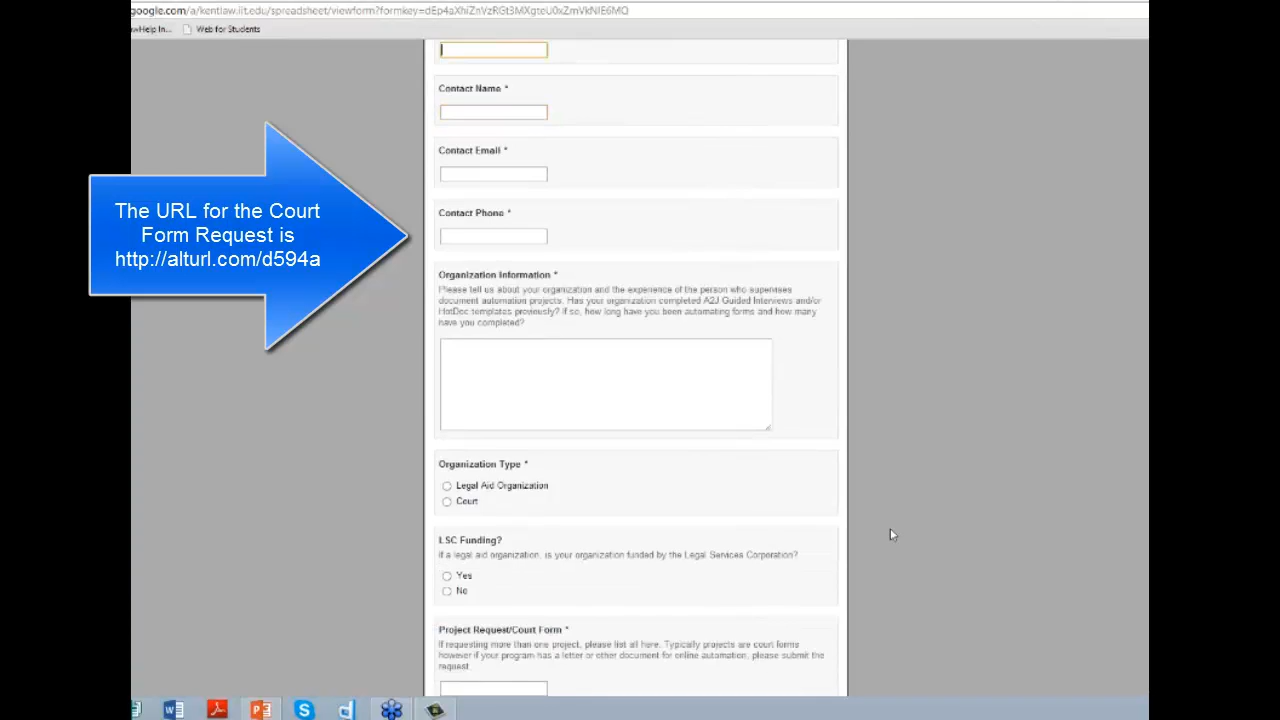 google.com/a/kentlaw.iit.edu/spreadsheet/viewform?formkey=
Web for Students
Contact Name *
Contact Email *
Contact Phone *
The URL for the Court
Form Request is
http://alturl.com/d594a
Organization Information *
Please tell us about your organization and the experience of the person who supervises
document automation projects. Has your organization completed A2J Guided Interviews and/or
HotDoc templates previously? If so, how long have you been automating forms and how many
have you completed?
Organization Type *
Legal Aid Organization
Court
LSC Funding?
If a legal aid organization, is your organization funded by the Legal Services Corporation?
Yes
No
Project Request/Court Form *
If requesting more than one project, please list all here. Typically projects are court forms
however if your program has a letter or other document for online automation, please submit the
request.